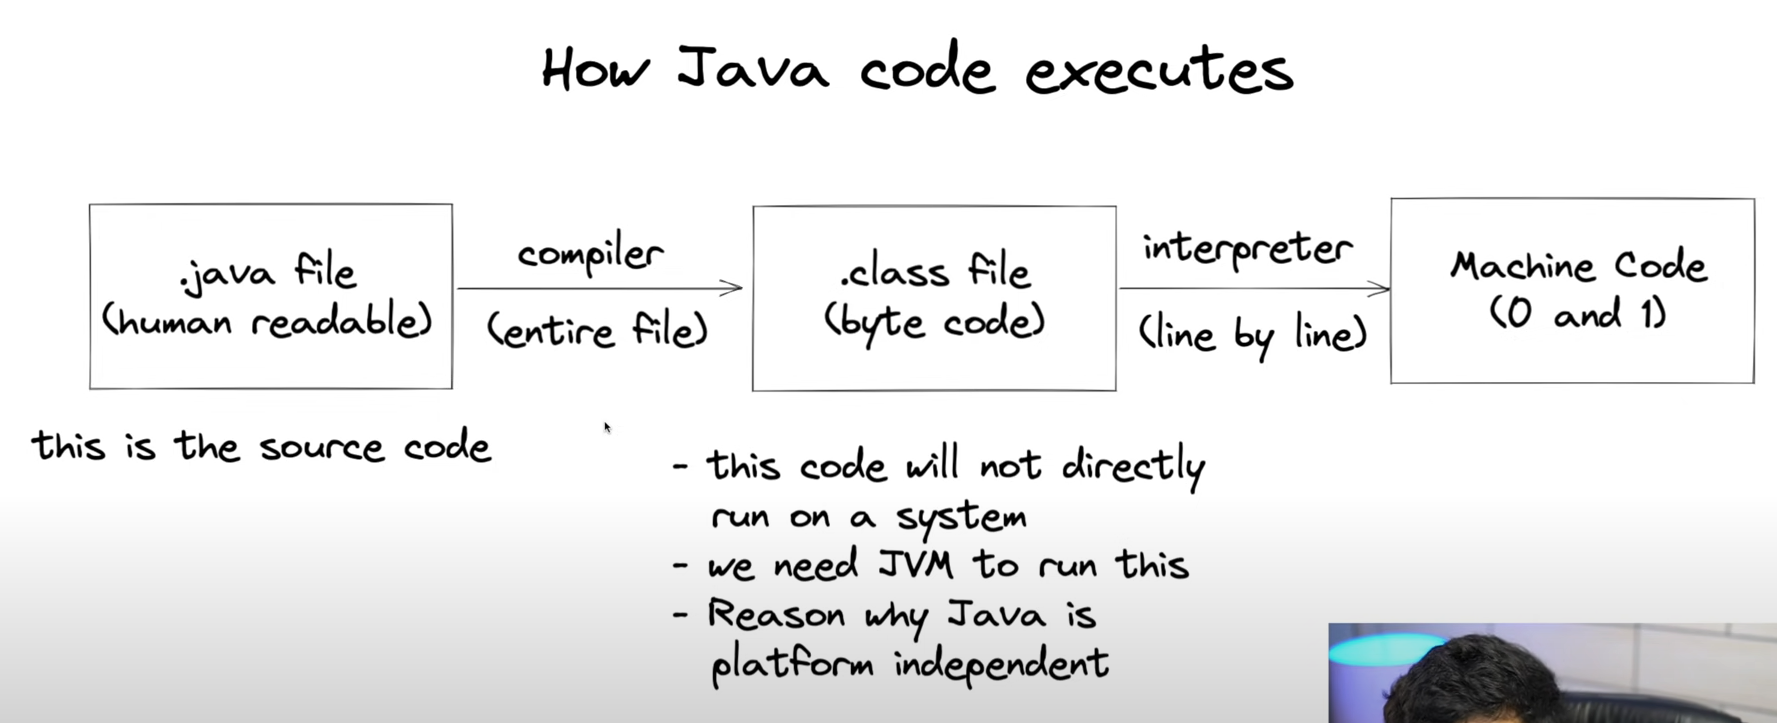 How Java code executes
.java file
(human readable)
compiler
(entire file)
.class file
(byte code)
interpreter
(line by line)
Machine Code
(0 and 1)
this is the source code
- this code will not directly
run on a system
- we need JVM to run this
- Reason why Java is
platform independent